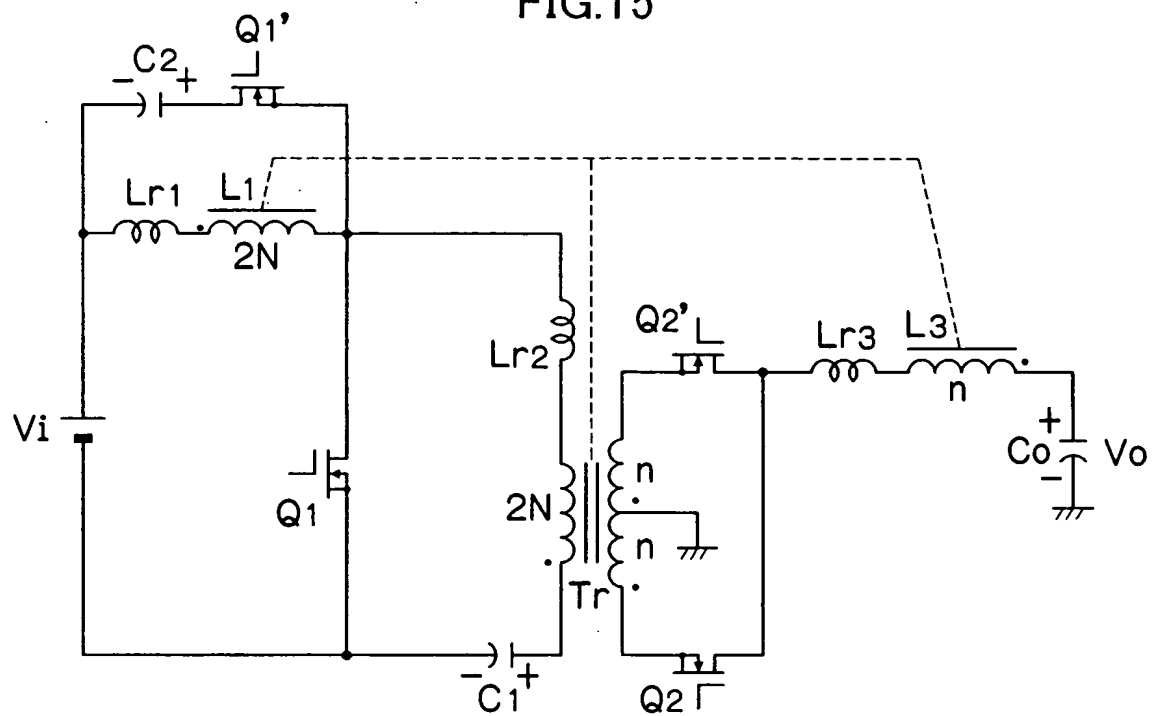 FIG.15
Q1'
- C2 +
Lr1
L1
2N
Lr2
Q2'
Lr3
L3
n
Vi
Q1
2N
n
n
Tr
+
Co
-
Vo
- C1 +
Q2